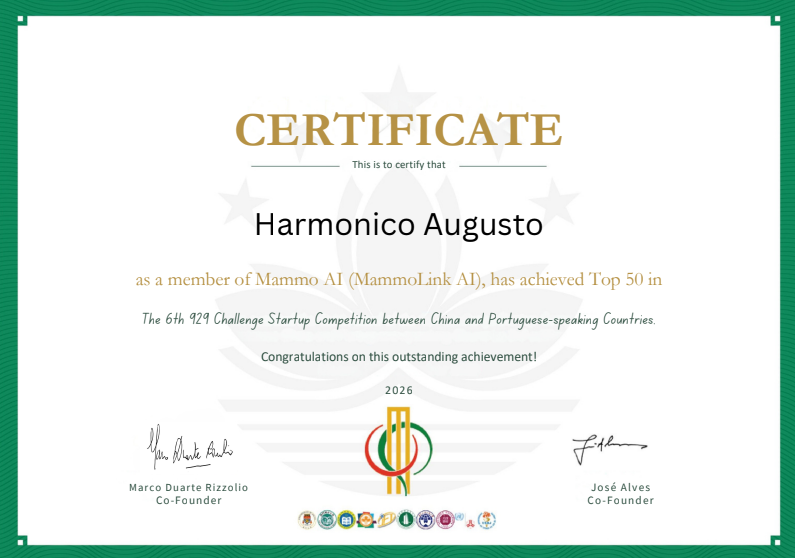 CERTIFICATE
This is to certify that
Harmonico Augusto
as a member of Mammo AI (MammoLink AI), has achieved Top 50 in
The 6th 929 Challenge Startup Competition between China and Portuguese-speaking Countries.
Congratulations on this outstanding achievement!
2026
Marco Duarte Rizzolio
Co-Founder
José Alves
Co-Founder